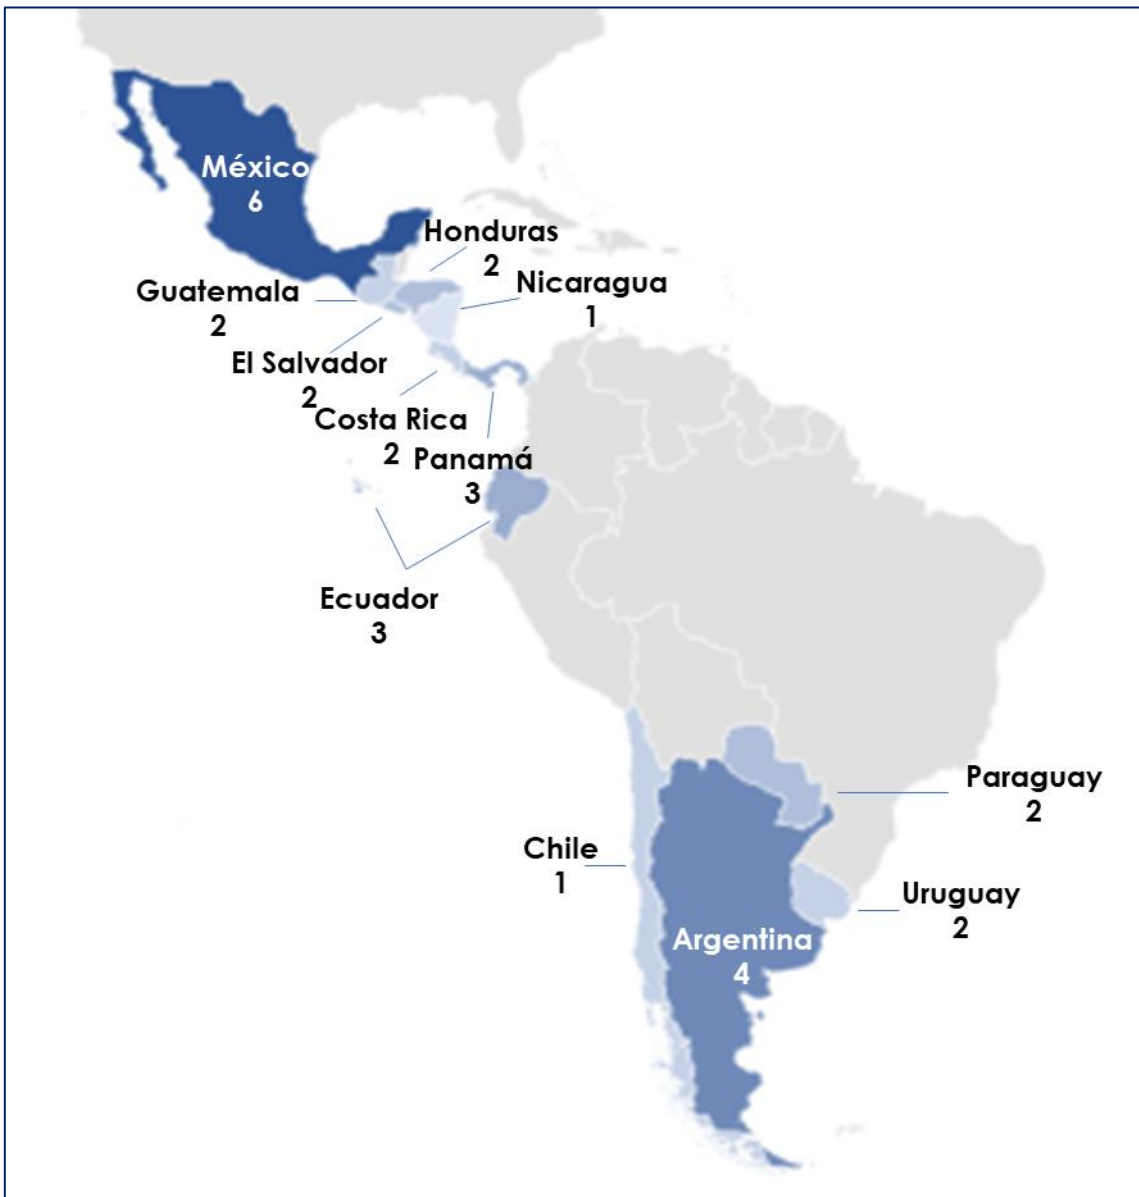 México
6
Honduras
2
Nicaragua
1
Guatemala
2
El Salvador
2
Costa Rica
2
Panamá
3
Ecuador
3
Paraguay
2
Chile
1
Uruguay
2
Argentina
4